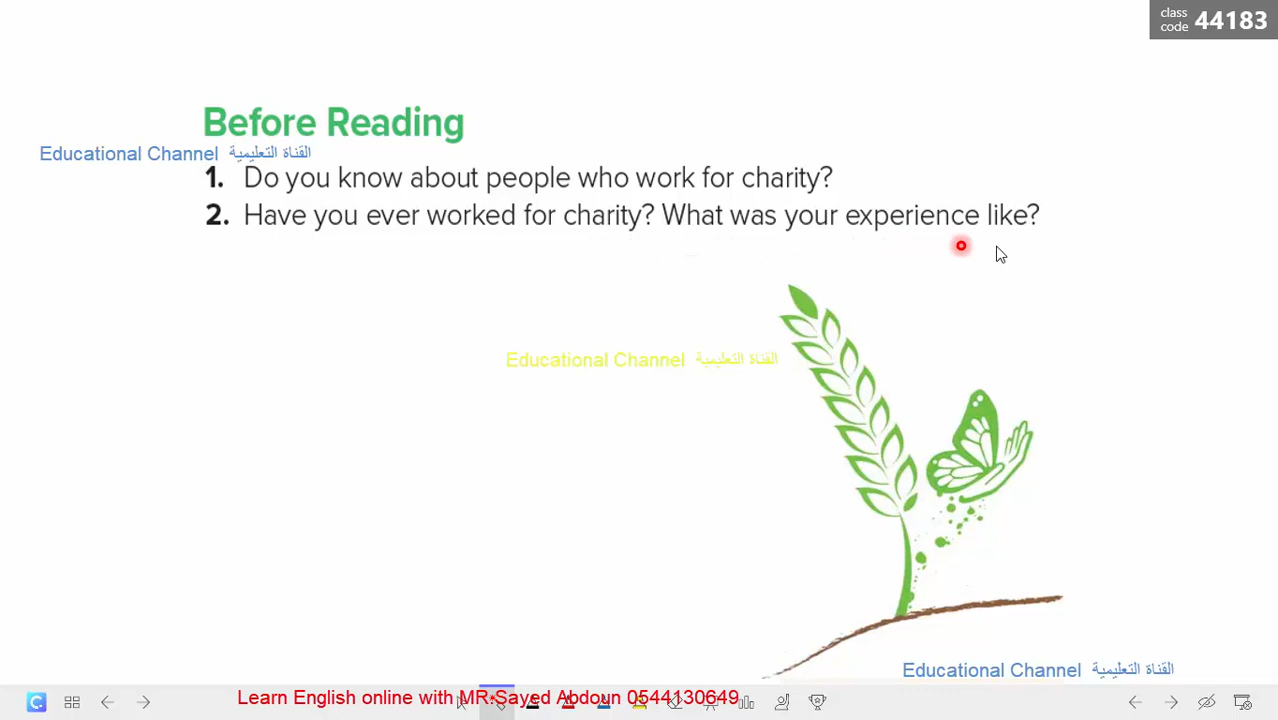 class code 44183
Before Reading
Educational Channel القناة التعليمية
1. Do you know about people who work for charity?
2. Have you ever worked for charity? What was your experience like?
Educational Channel القناة التعليمية
Educational Channel القناة التعليمية
Learn English online with MR.Sayed Abdoun 0544130649